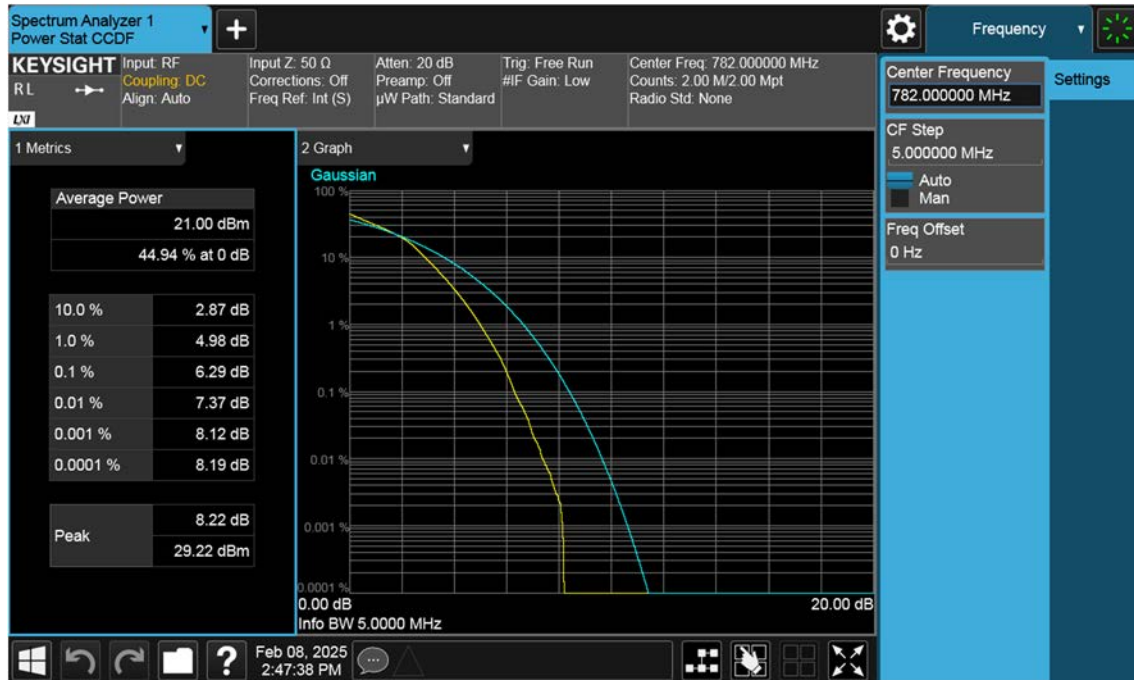 Spectrum Analyzer 1
Power Stat CCDF
Frequency
KEYSIGHT
RL
LXI
Input: RF
Coupling: DC
Align: Auto
Input Z: 50 Ω
Corrections: Off
Freq Ref: Int (S)
Atten: 20 dB
Preamp: Off
µW Path: Standard
Trig: Free Run
#IF Gain: Low
Center Freq: 782.000000 MHz
Counts: 2.00 M/2.00 Mpt
Radio Std: None
Center Frequency
782.000000 MHz
Settings
CF Step
5.000000 MHz
Auto
Man
Freq Offset
0 Hz
1 Metrics
Average Power
21.00 dBm
44.94 % at 0 dB
10.0 % 2.87 dB
1.0 % 4.98 dB
0.1 % 6.29 dB
0.01 % 7.37 dB
0.001 % 8.12 dB
0.0001 % 8.19 dB
Peak
8.22 dB
29.22 dBm
2 Graph
Gaussian
100 %
10 %
1 %
0.1 %
0.01 %
0.001 %
0.0001 %
0.00 dB 20.00 dB
Info BW 5.0000 MHz
?
Feb 08, 2025
2:47:38 PM